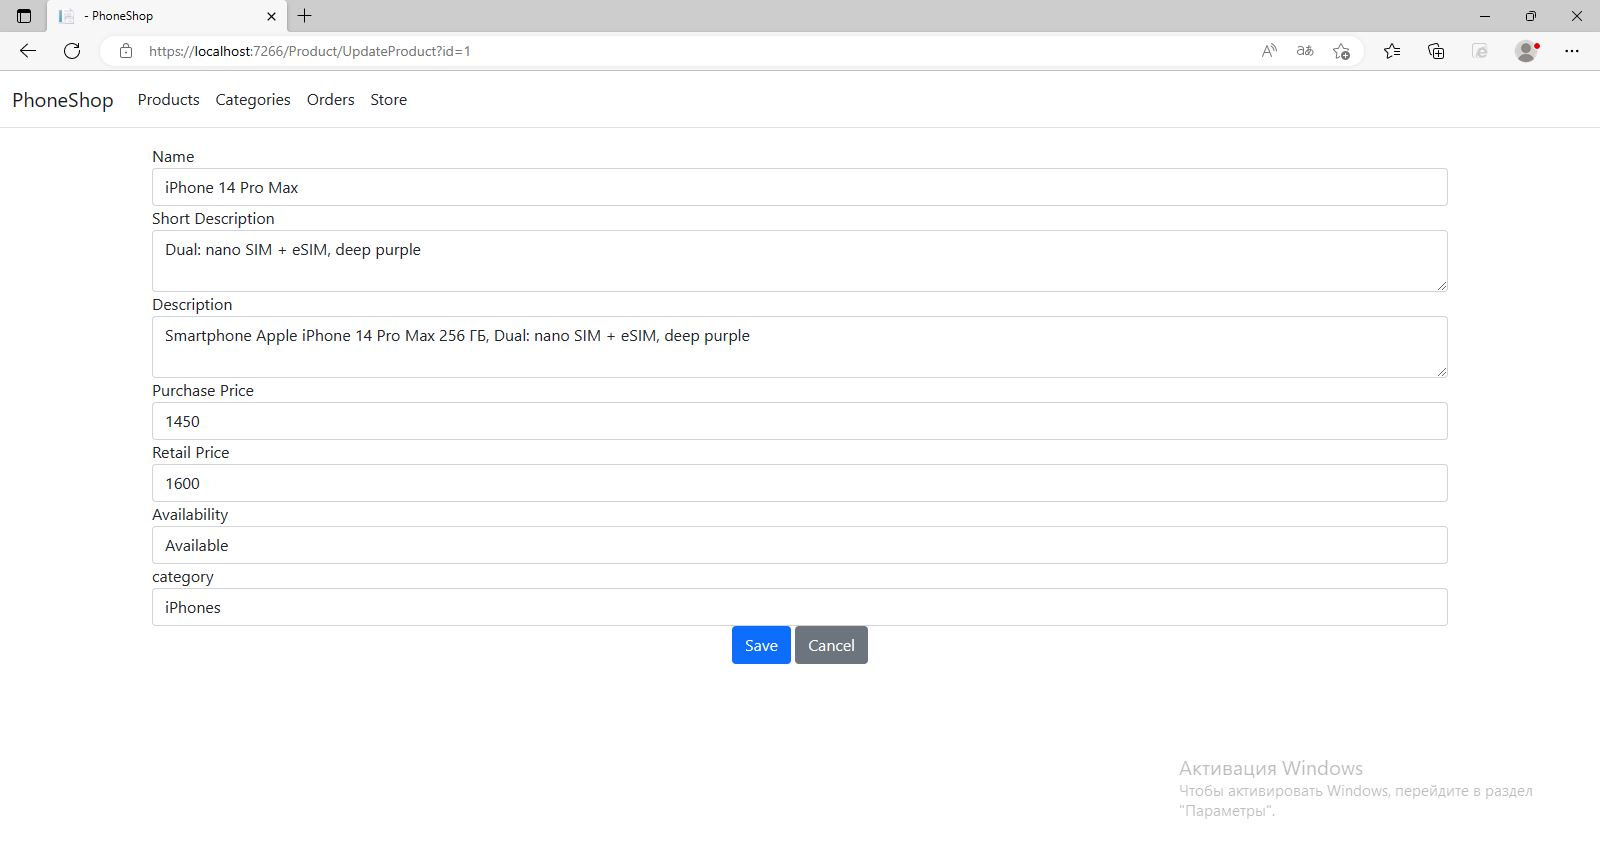 - PhoneShop
https://localhost:7266/Product/UpdateProduct?id=1
PhoneShop Products Categories Orders Store
Name
iPhone 14 Pro Max
Short Description
Dual: nano SIM + eSIM, deep purple
Description
Smartphone Apple iPhone 14 Pro Max 256 ГБ, Dual: nano SIM + eSIM, deep purple
Purchase Price
1450
Retail Price
1600
Availability
Available
category
iPhones
Save Cancel
Активация Windows
Чтобы активировать Windows, перейдите в раздел
"Параметры".